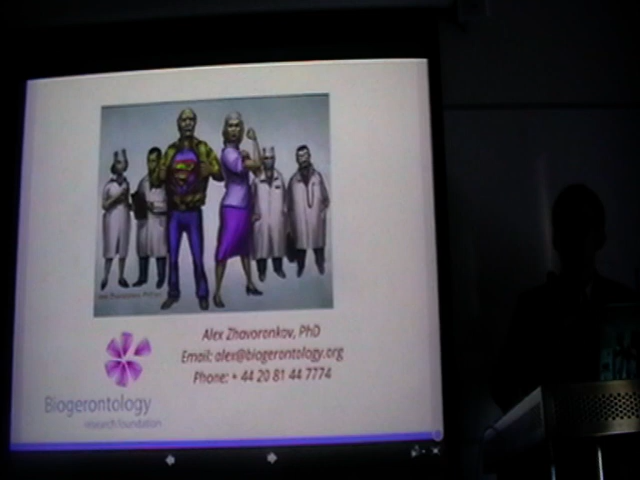 Alex Zhavoronkov, PhD
Email: alex@biogerontology.org
Phone: + 44 20 81 44 7774
Biogerontology
research foundation